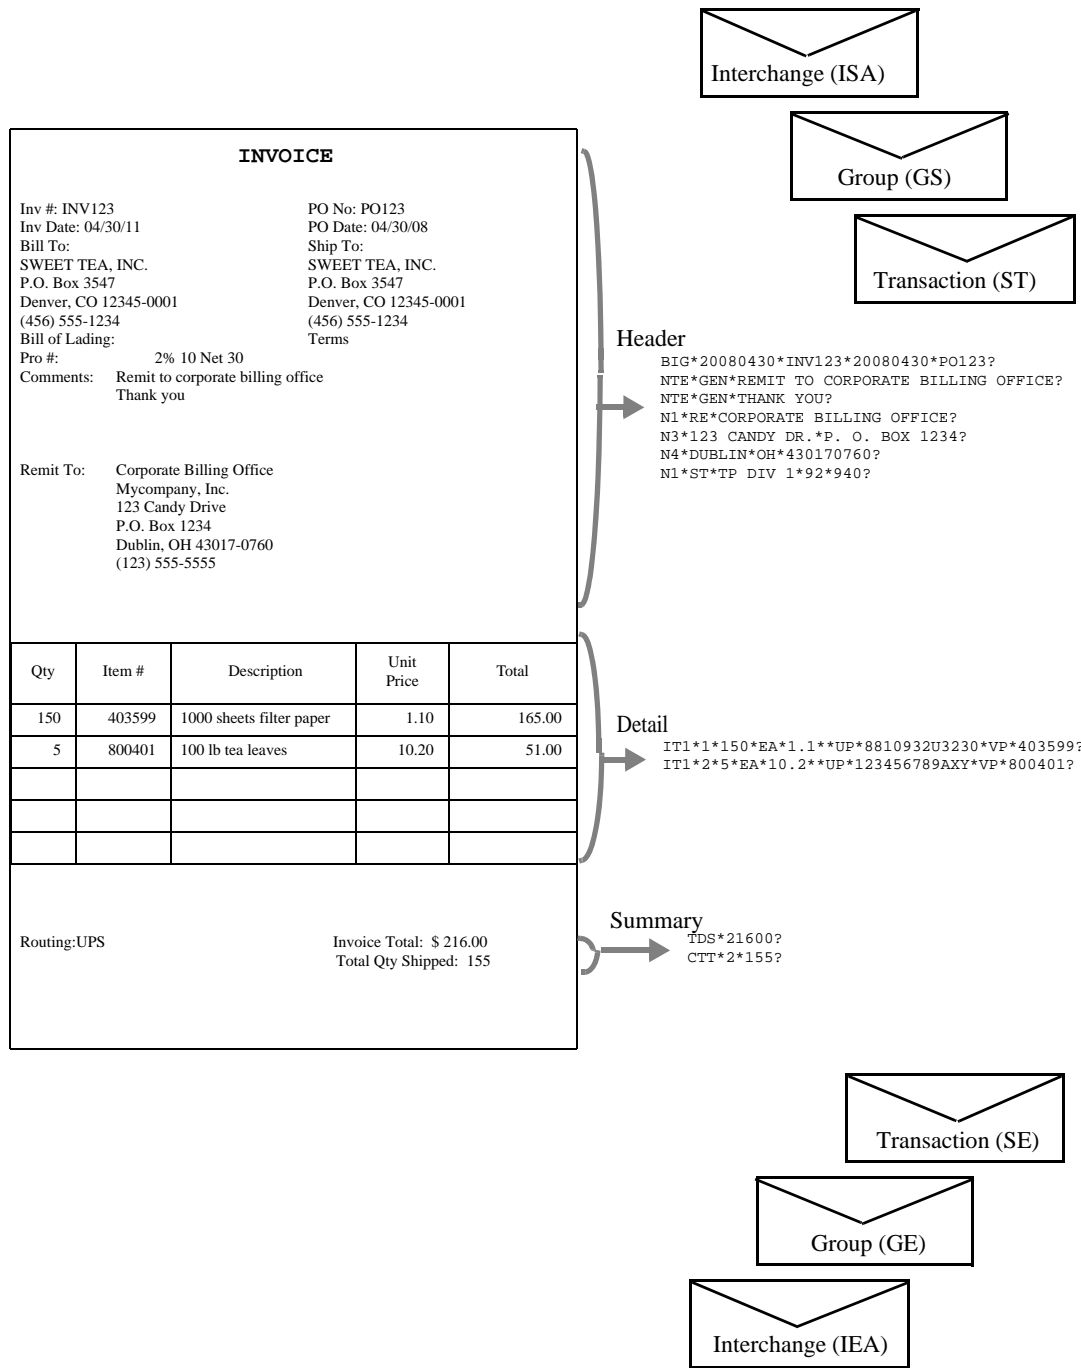 Interchange (ISA)
Group (GS)
Transaction (ST)
INVOICE
Inv #: INV123
Inv Date: 04/30/11
Bill To:
SWEET TEA, INC.
P.O. Box 3547
Denver, CO 12345-0001
(456) 555-1234
Bill of Lading:
Pro #: 2% 10 Net 30
PO No: PO123
PO Date: 04/30/08
Ship To:
SWEET TEA, INC.
P.O. Box 3547
Denver, CO 12345-0001
(456) 555-1234
Terms
Comments: Remit to corporate billing office
Thank you
Remit To: Corporate Billing Office
Mycompany, Inc.
123 Candy Drive
P.O. Box 1234
Dublin, OH 43017-0760
(123) 555-5555
Header
BIG*20080430*INV123*20080430*PO123?
NTE*GEN*REMIT TO CORPORATE BILLING OFFICE?
NTE*GEN*THANK YOU?
N1*RE*CORPORATE BILLING OFFICE?
N3*123 CANDY DR.*P. O. BOX 1234?
N4*DUBLIN*OH*430170760?
N1*ST*TP DIV 1*92*940?
Qty Item # Description Unit Price Total
150 403599 1000 sheets filter paper 1.10 165.00
5 800401 100 lb tea leaves 10.20 51.00
Detail
IT1*1*150*EA*1.1**UP*8810932U3230*VP*403599?
IT1*2*5*EA*10.2**UP*123456789AXY*VP*800401?
Routing:UPS
Invoice Total: $ 216.00
Total Qty Shipped: 155
Summary
TDS*21600?
CTT*2*155?
Transaction (SE)
Group (GE)
Interchange (IEA)